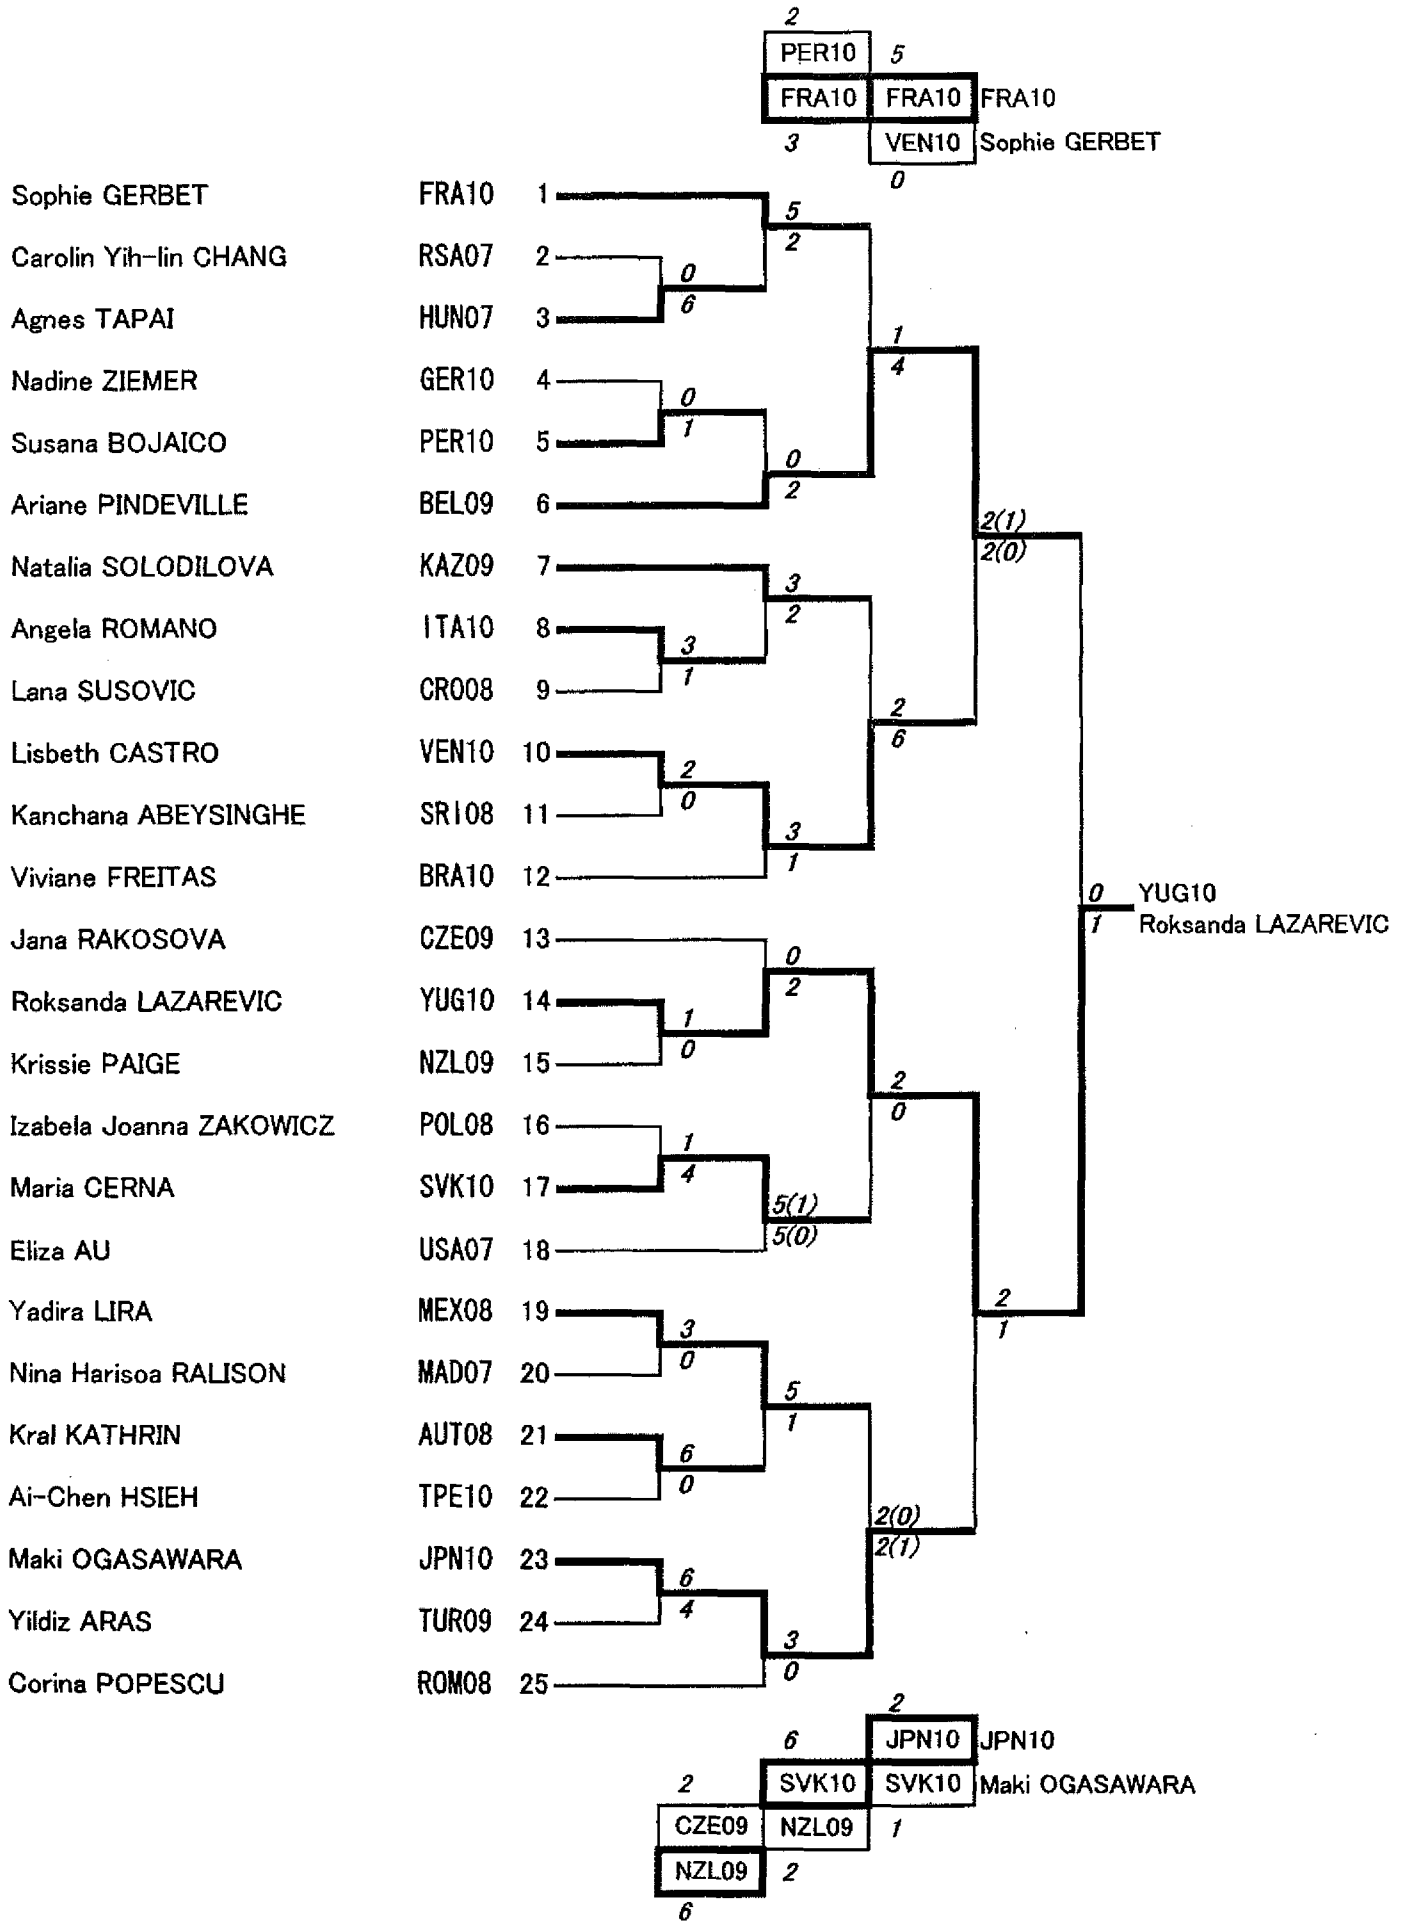 2
PER10 5
FRA10 FRA10 FRA10
3 VEN10 Sophie GERBET
0
Sophie GERBET FRA10 1
5
2
Carolin Yih-lin CHANG RSA07 2
0
6
Agnes TAPAI HUN07 3
1
4
Nadine ZIEMER GER10 4
0
1
Susana BOJAICO PER10 5
0
2
Ariane PINDEVILLE BEL09 6
2(1)
2(0)
Natalia SOLODILOVA KAZ09 7
3
2
Angela ROMANO ITA10 8
3
1
Lana SUSOVIC CRO08 9
2
6
Lisbeth CASTRO VEN10 10
2
0
Kanchana ABEYSINGHE SRI08 11
3
1
Viviane FREITAS BRA10 12
0 YUG10
1 Roksanda LAZAREVIC
Jana RAKOSOVA CZE09 13
0
2
Roksanda LAZAREVIC YUG10 14
1
0
Krissie PAIGE NZL09 15
2
0
Izabela Joanna ZAKOWICZ POL08 16
1
4
Maria CERNA SVK10 17
5(1)
5(0)
Eliza AU USA07 18
2
1
Yadira LIRA MEX08 19
3
0
Nina Harisoa RALISON MAD07 20
5
1
Kral KATHRIN AUT08 21
6
0
Ai-Chen HSIEH TPE10 22
2(0)
2(1)
Maki OGASAWARA JPN10 23
6
4
Yildiz ARAS TUR09 24
3
0
Corina POPESCU ROM08 25
2
6 JPN10 JPN10
2 SVK10 SVK10 Maki OGASAWARA
CZE09 NZL09 1
NZL09 2
6